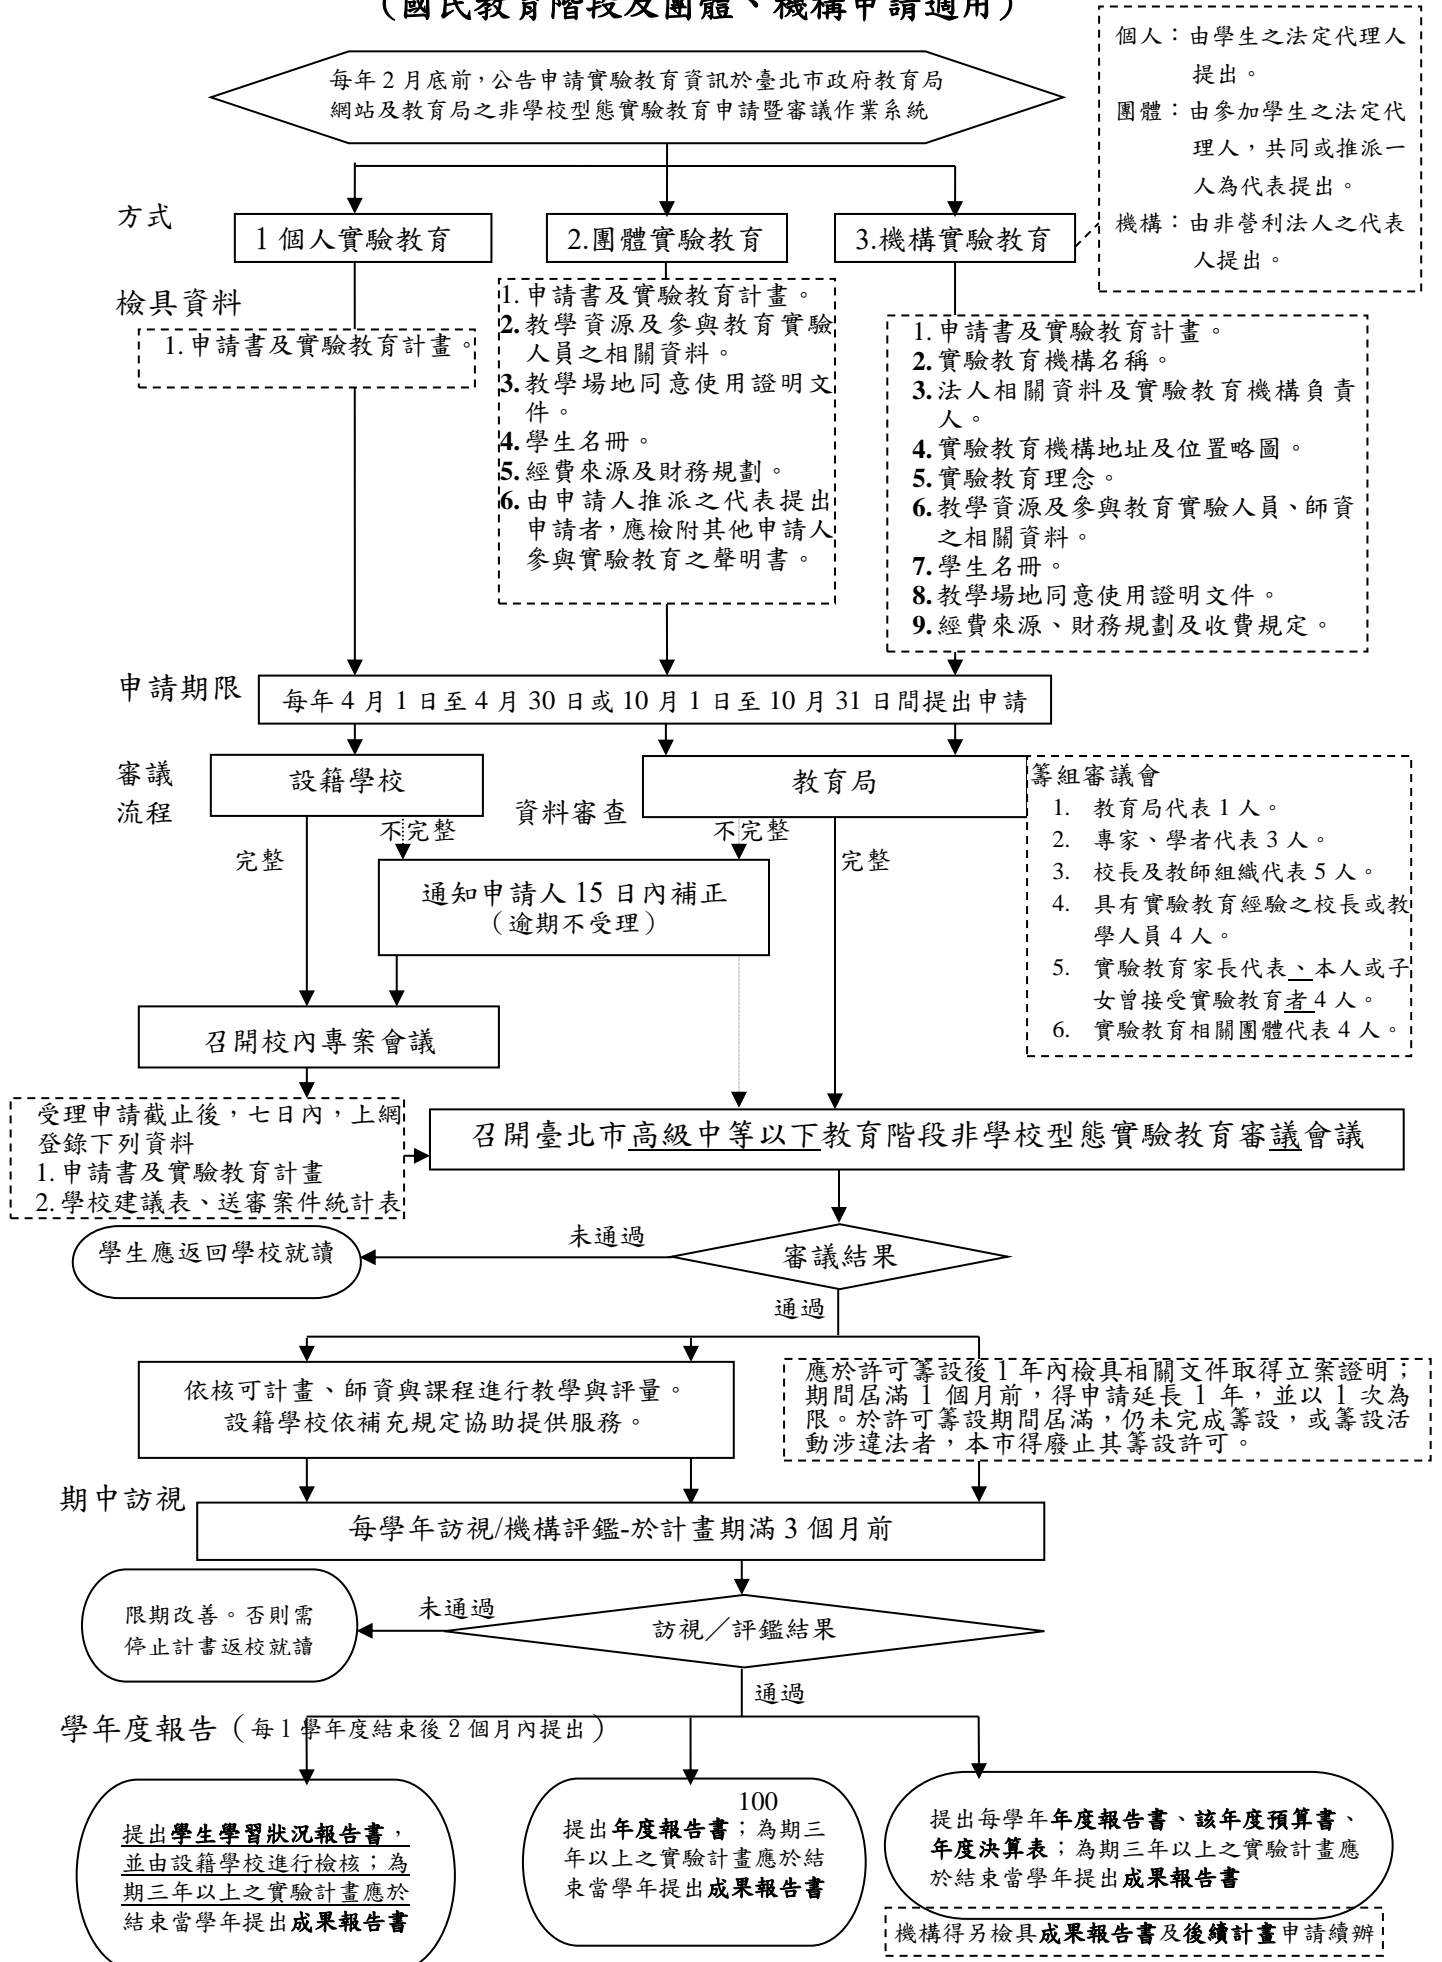 (國民教育階段及團體、機構申請適用)
個人：由學生之法定代理人
提出。
團體：由參加學生之法定代
理人，共同或推派一
人為代表提出。
機構：由非營利法人之代表
人提出。
每年 2 月底前，公告申請實驗教育資訊於臺北市政府教育局
網站及教育局之非學校型態實驗教育申請暨審議作業系統
方式
1 個人實驗教育
2.團體實驗教育
3.機構實驗教育
檢具資料
1.申請書及實驗教育計畫。
1.申請書及實驗教育計畫。
2.教學資源及參與教育實驗
人員之相關資料。
3.教學場地同意使用證明文
件。
4.學生名冊。
5.經費來源及財務規劃。
6.由申請人推派之代表提出
申請者，應檢附其他申請人
參與實驗教育之聲明書。
1.申請書及實驗教育計畫。
2.實驗教育機構名稱。
3.法人相關資料及實驗教育機構負責
人。
4.實驗教育機構地址及位置略圖。
5.實驗教育理念。
6.教學資源及參與教育實驗人員、師資
之相關資料。
7.學生名冊。
8.教學場地同意使用證明文件。
9.經費來源、財務規劃及收費規定。
申請期限
每年 4 月 1 日至 4 月 30 日或 10 月 1 日至 10 月 31 日間提出申請
審議
流程
設籍學校
資料審查
教育局
不完整
不完整
完整
完整
通知申請人 15 日內補正
（逾期不受理）
籌組審議會
1. 教育局代表 1 人。
2. 專家、學者代表 3 人。
3. 校長及教師組織代表 5 人。
4. 具有實驗教育經驗之校長或教
學人員 4 人。
5. 實驗教育家長代表、本人或子
女曾接受實驗教育者 4 人。
6. 實驗教育相關團體代表 4 人。
召開校內專案會議
受理申請截止後，七日內，上網
登錄下列資料
1.申請書及實驗教育計畫
2.學校建議表、送審案件統計表
召開臺北市高級中等以下教育階段非學校型態實驗教育審議會議
學生應返回學校就讀
未通過
審議結果
通過
依核可計畫、師資與課程進行教學與評量。
設籍學校依補充規定協助提供服務。
應於許可籌設後 1 年內檢具相關文件取得立案證明；
期間屆滿 1 個月前，得申請延長 1 年，並以 1 次為
限。於許可籌設期間屆滿，仍未完成籌設，或籌設活
動涉違法者，本市得廢止其籌設許可。
期中訪視
每學年訪視/機構評鑑-於計畫期滿 3 個月前
限期改善。否則需
停止計畫返校就讀
未通過
訪視／評鑑結果
通過
學年度報告（每 1 學年度結束後 2 個月內提出）
提出學生學習狀況報告書，
並由設籍學校進行檢核；為
期三年以上之實驗計畫應於
結束當學年提出成果報告書
100
提出年度報告書；為期三
年以上之實驗計畫應於結
束當學年提出成果報告書
提出每學年年度報告書、該年度預算書、
年度決算表；為期三年以上之實驗計畫應
於結束當學年提出成果報告書
機構得另檢具成果報告書及後續計畫申請續辦